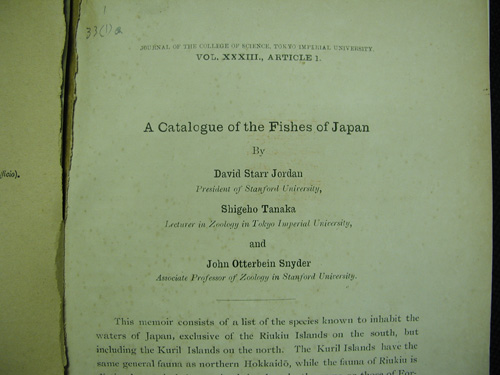 33(1)a
JOURNAL OF THE COLLEGE OF SCIENCE, TOKYO IMPERIAL UNIVERSITY.
VOL. XXXIII., ARTICLE 1.
A Catalogue of the Fishes of Japan
By
David Starr Jordan
President of Stanford University,
Shigeho Tanaka
Lecturer in Zoology in Tokyo Imperial University,
and
John Otterbein Snyder
Associate Professor of Zoology in Stanford University.
This memoir consists of a list of the species known to inhabit the
waters of Japan, exclusive of the Riukiu Islands on the south, but
including the Kuril Islands on the north. The Kuril Islands have the
same general fauna as northern Hokkaidō, while the fauna of Riukiu is